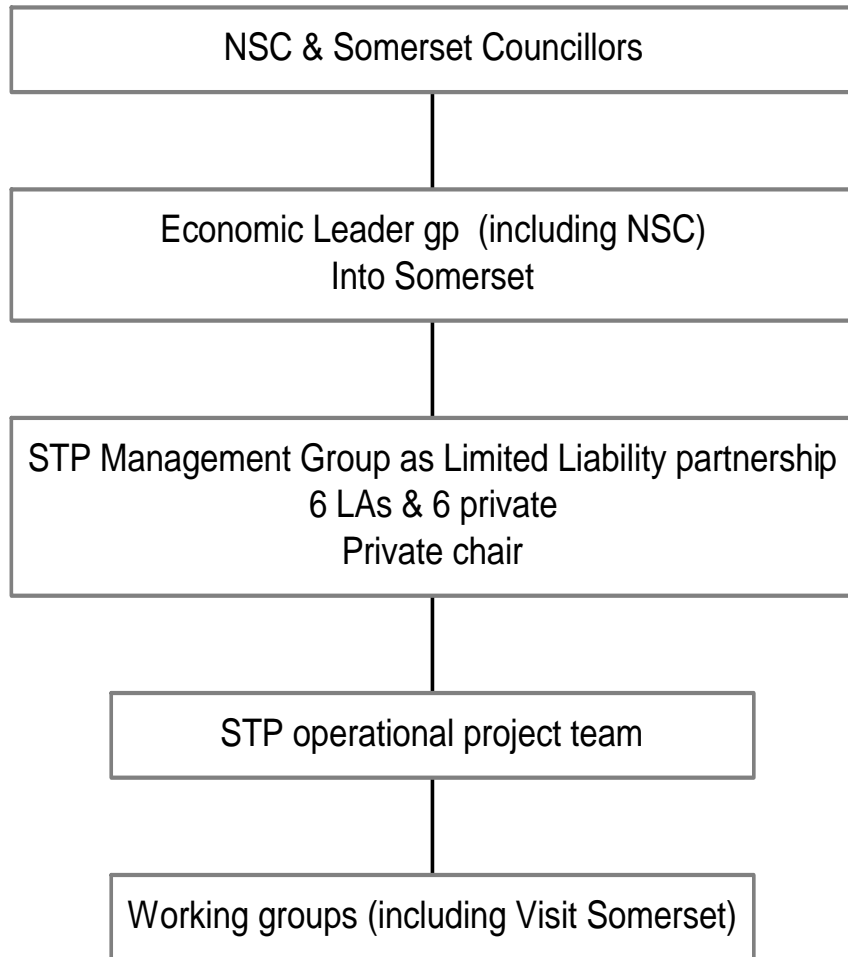 NSC & Somerset Councillors
Economic Leader gp (including NSC)
Into Somerset
STP Management Group as Limited Liability partnership
6 LAs & 6 private
Private chair
STP operational project team
Working groups (including Visit Somerset)